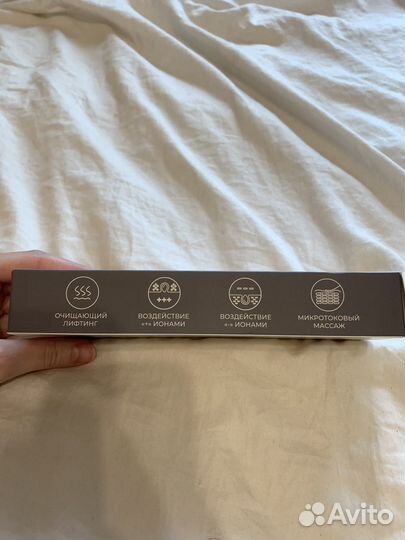 ОЧИЩАЮЩИЙ
ЛИФТИНГ
ВОЗДЕЙСТВИЕ
«+» ИОНАМИ
ВОЗДЕЙСТВИЕ
«-» ИОНАМИ
МИКРОТОКОВЫЙ
МАССАЖ
Avito